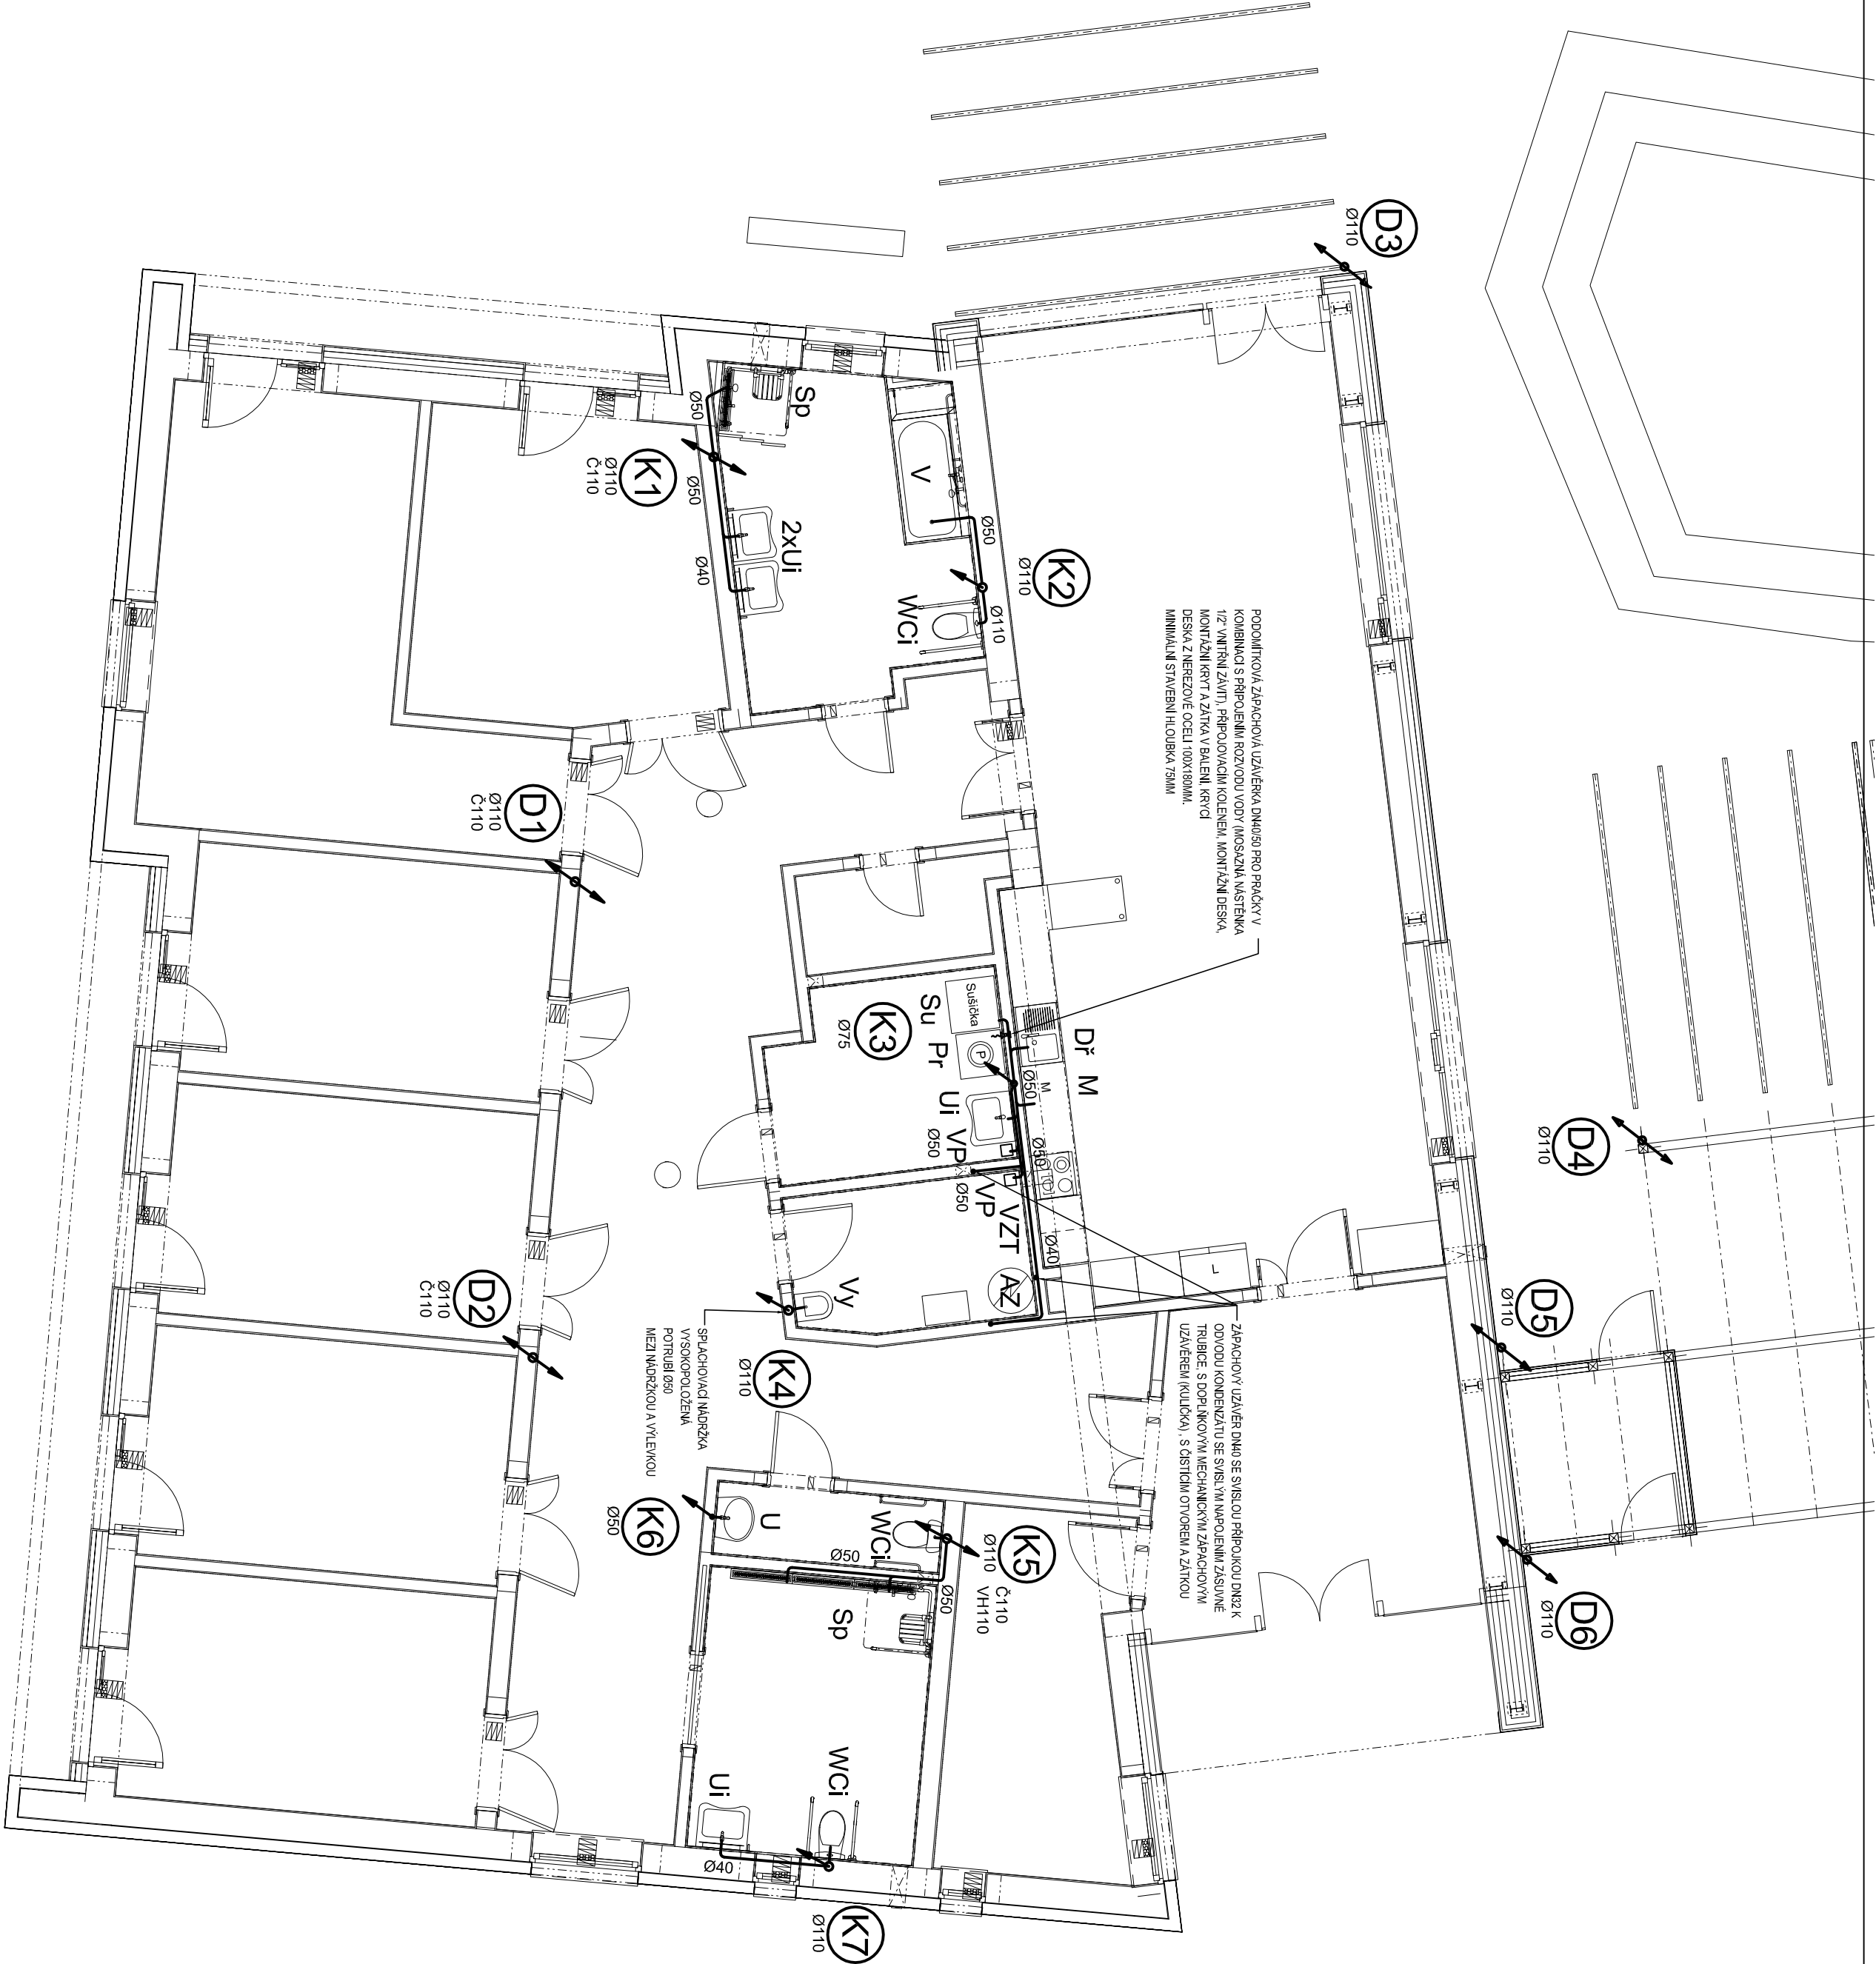 D3
Ø110
D4
Ø110
D5
Ø110
D6
Ø110
PODOMÍTKOVÁ ZÁPACHOVÁ UZÁVĚRKA DN40/50 PRO PRAČKY V
KOMBINACI S PŘIPOJENÍM ROZVODU VODY (MOSAZNÁ NÁSTĚNKA
1/2" VNITŘNÍ ZÁVIT), PŘIPOJOVACÍM KOLENEM, MONTÁŽNÍ DESKA,
MONTÁŽNÍ KRYT A ZÁTKA V BALENÍ, KRYCÍ
DESKA Z NEREZOVÉ OCELI 100X180MM.
MINIMÁLNÍ STAVEBNÍ HLOUBKA 75MM
ZÁPACHOVÝ UZÁVĚR DN40 SE SVISLOU PŘÍPOJKOU DN32 K
ODVODU KONDENZÁTU SE SVISLÝM NAPOJENÍM ZÁSUVNÉ
TRUBICE, S DOPLŇKOVÝM MECHANICKÝM ZÁPACHOVÝM
UZÁVĚREM (KULIČKA) , S ČISTÍCÍM OTVOREM A ZÁTKOU
L
K2
Ø110
Ø50
Ø110
V
WCi
Sp
2xUi
Ø50
Ø50
Ø40
K1
Ø110
Č110
Dř
M
M
Ø50
Ø50
Ø40
Sušička
P
Su
Pr
Ui
VP
Ø50
VP
Ø50
VZT
AZ
K3
Ø75
Vy
K4
Ø110
SPLACHOVACÍ NÁDRŽKA
VYSOKOPOLOŽENÁ
POTRUBÍ Ø50
MEZI NÁDRŽKOU A VÝLEVKOU
K5
Ø110
Č110
VH110
WCi
U
Ø50
Ø50
Sp
K6
Ø50
WCi
Ui
Ø40
K7
Ø110
D1
Ø110
Č110
D2
Ø110
Č110